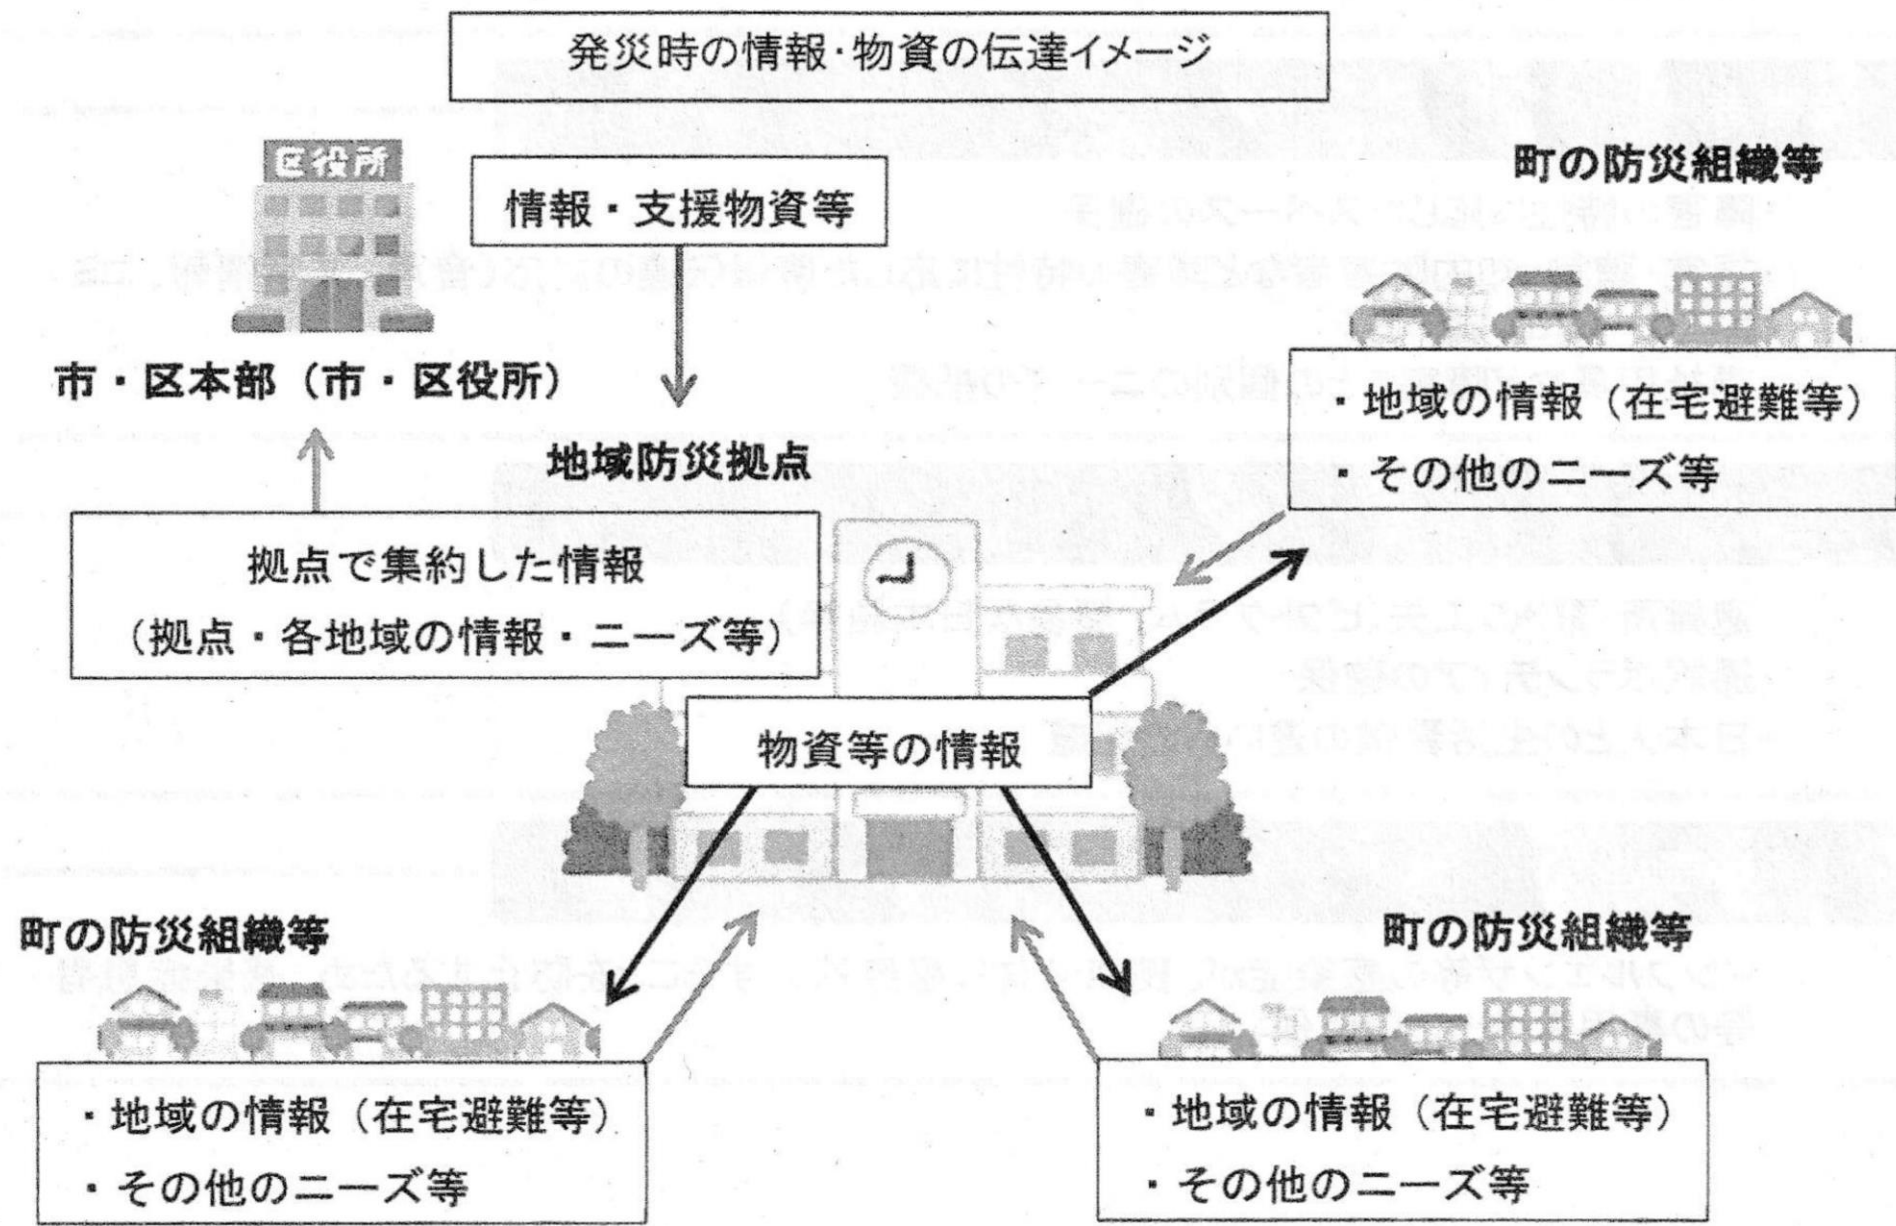 発災時の情報・物資の伝達イメージ
区役所
情報・支援物資等
町の防災組織等
市・区本部（市・区役所）
・地域の情報（在宅避難等）
・その他のニーズ等
地域防災拠点
拠点で集約した情報
（拠点・各地域の情報・ニーズ等）
物資等の情報
町の防災組織等
町の防災組織等
・地域の情報（在宅避難等）
・その他のニーズ等
・地域の情報（在宅避難等）
・その他のニーズ等